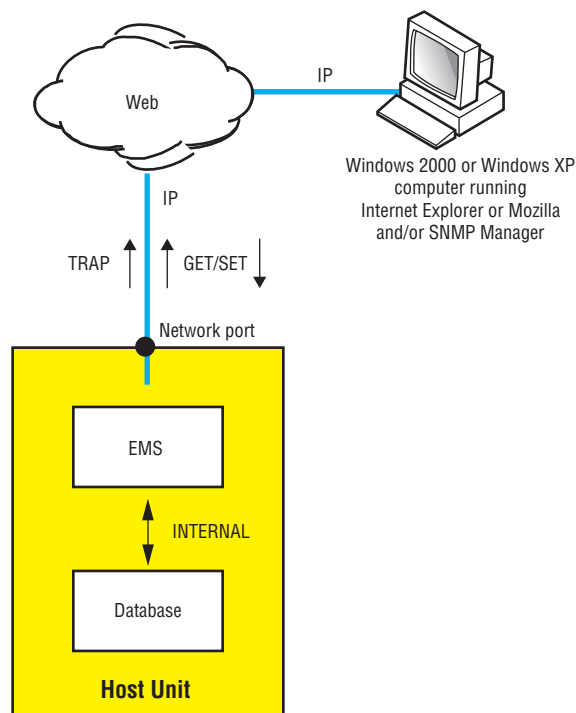 IP
Web
Windows 2000 or Windows XP
computer running
Internet Explorer or Mozilla
and/or SNMP Manager
IP
TRAP
GET/SET
Network port
EMS
INTERNAL
Database
Host Unit